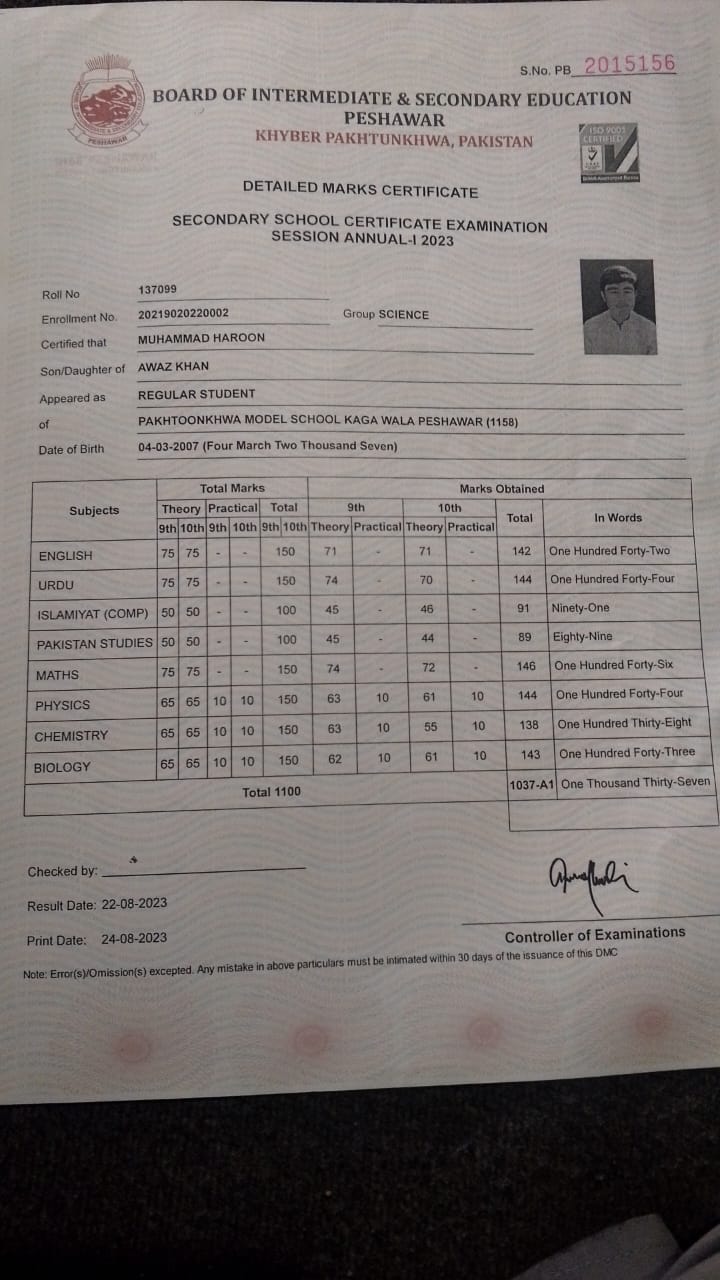 S.No. PB 2015156
BOARD OF INTERMEDIATE & SECONDARY EDUCATION
PESHAWAR
KHYBER PAKHTUNKHWA, PAKISTAN
PESHAWAR
ISO 9001
CERTIFIED
DETAILED MARKS CERTIFICATE
SECONDARY SCHOOL CERTIFICATE EXAMINATION
SESSION ANNUAL-I 2023
Roll No 137099
Enrollment No. 20219020220002 Group SCIENCE
Certified that MUHAMMAD HAROON
Son/Daughter of AWAZ KHAN
Appeared as REGULAR STUDENT
of PAKHTOONKHWA MODEL SCHOOL KAGA WALA PESHAWAR (1158)
Date of Birth 04-03-2007 (Four March Two Thousand Seven)
Subjects Total Marks Marks Obtained
Theory Practical Total 9th 10th Total In Words
9th 10th 9th 10th 9th 10th Theory Practical Theory Practical
ENGLISH 75 75 - - 150 71 - 71 - 142 One Hundred Forty-Two
URDU 75 75 - - 150 74 - 70 - 144 One Hundred Forty-Four
ISLAMIYAT (COMP) 50 50 - - 100 45 - 46 - 91 Ninety-One
PAKISTAN STUDIES 50 50 - - 100 45 - 44 - 89 Eighty-Nine
MATHS 75 75 - - 150 74 - 72 - 146 One Hundred Forty-Six
PHYSICS 65 65 10 10 150 63 10 61 10 144 One Hundred Forty-Four
CHEMISTRY 65 65 10 10 150 63 10 55 10 138 One Hundred Thirty-Eight
BIOLOGY 65 65 10 10 150 62 10 61 10 143 One Hundred Forty-Three
Total 1100 1037-A1 One Thousand Thirty-Seven
Checked by:
Result Date: 22-08-2023
Print Date: 24-08-2023
Controller of Examinations
Note: Error(s)/Omission(s) excepted. Any mistake in above particulars must be intimated within 30 days of the issuance of this DMC